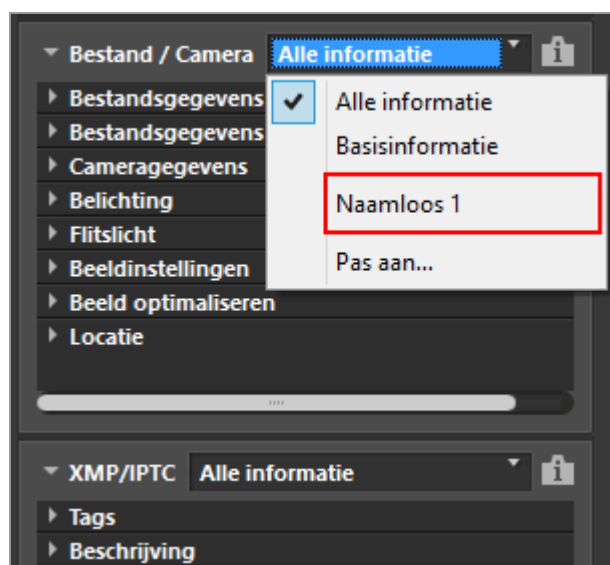 Bestand / Camera Alle informatie
Bestandsgegevens
Bestandsgegevens
Cameragegevens
Belichting
Flitslicht
Beeldinstellingen
Beeld optimaliseren
Locatie
Alle informatie
Basisinformatie
Naamloos 1
Pas aan...
XMP/IPTC Alle informatie
Tags
Beschrijving